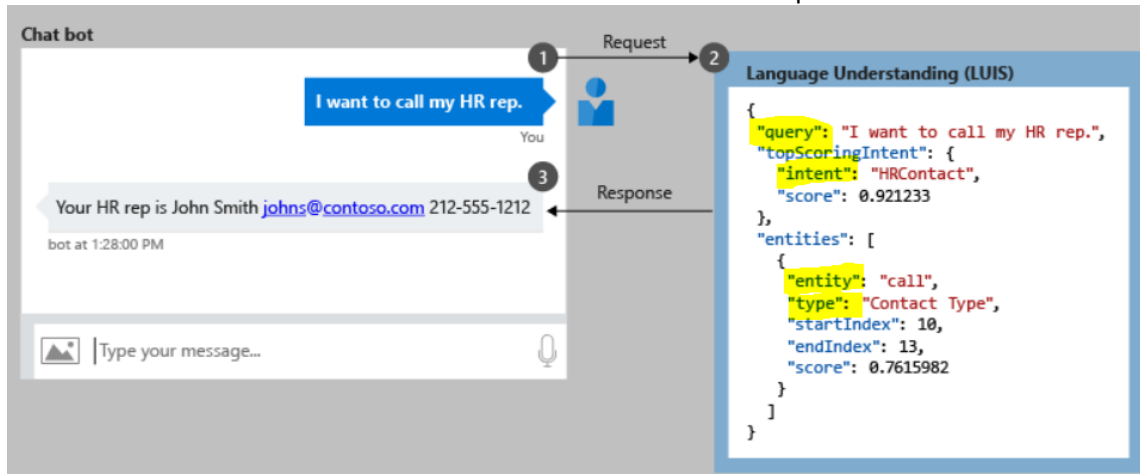 Chat bot
1
Request
2
I want to call my HR rep.
You
3
Response
Your HR rep is John Smith johns@contoso.com 212-555-1212
bot at 1:28:00 PM
Type your message...
Language Understanding (LUIS)
{
"query": "I want to call my HR rep.",
"topScoringIntent": {
"intent": "HRContact",
"score": 0.921233
},
"entities": [
{
"entity": "call",
"type": "Contact Type",
"startIndex": 10,
"endIndex": 13,
"score": 0.7615982
}
]
}